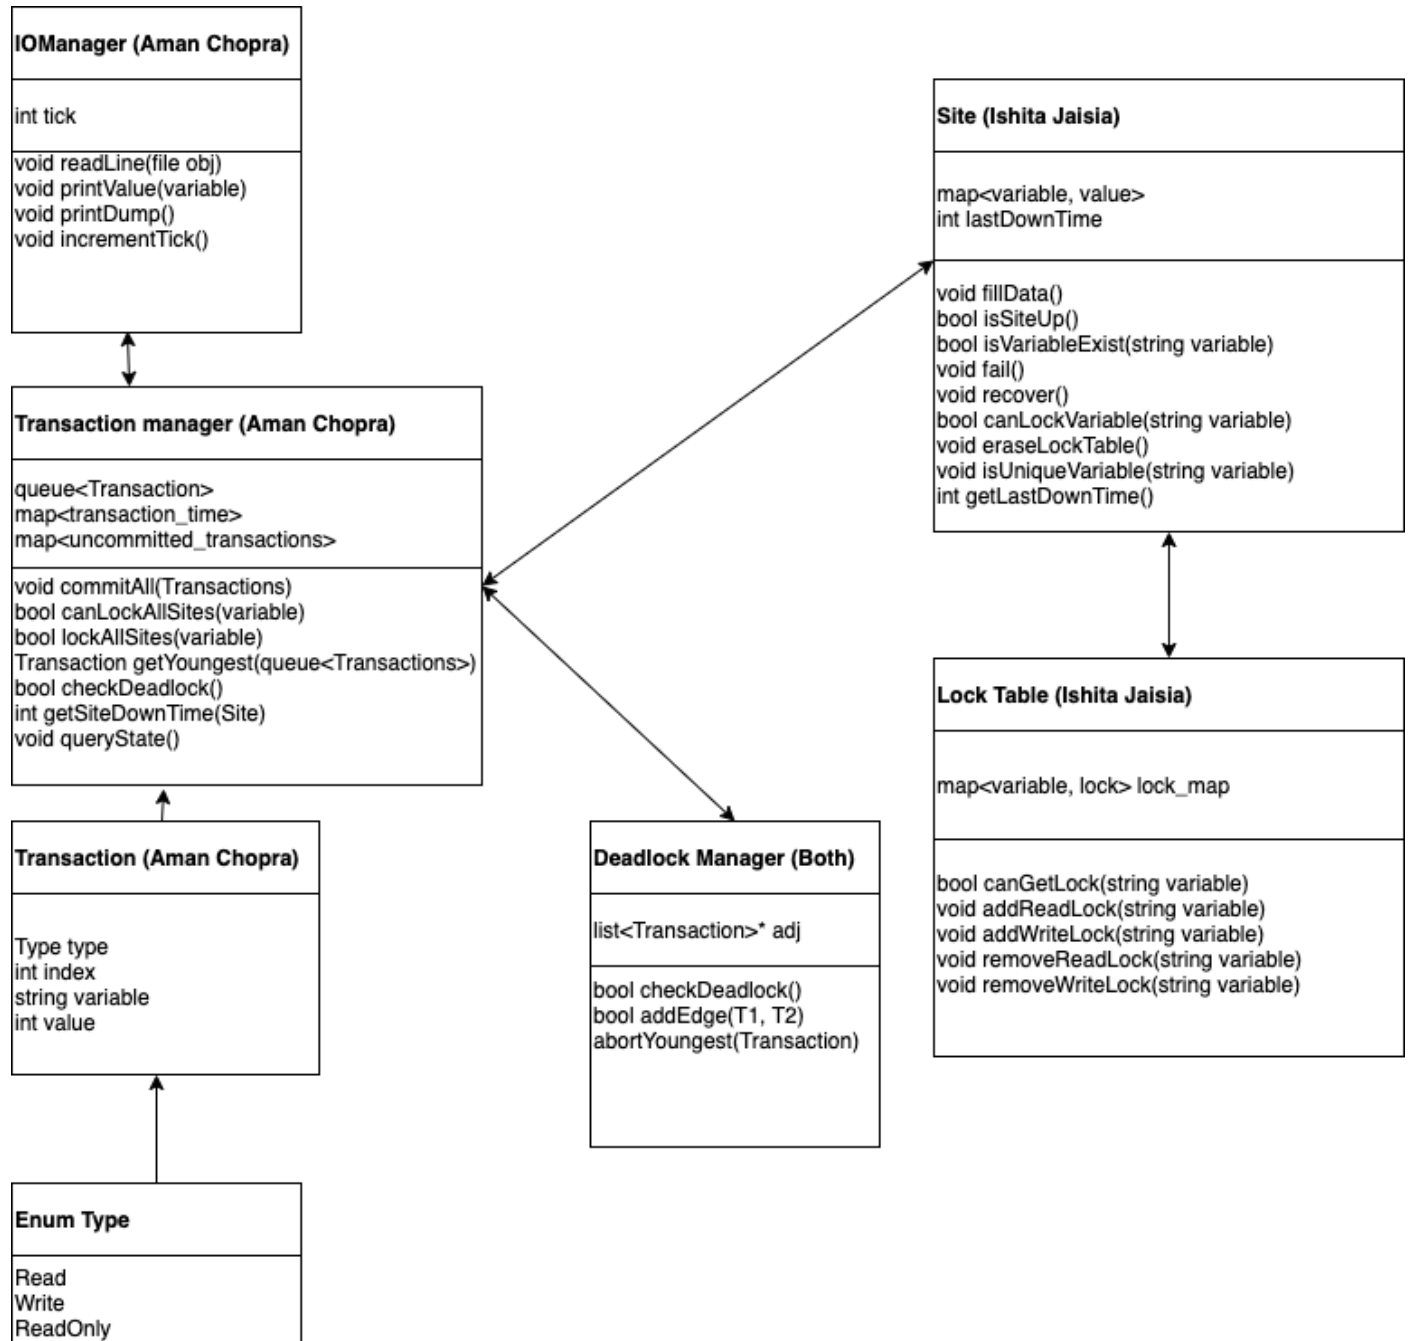 IOManager (Aman Chopra)
int tick
void readLine(file obj)
void printValue(variable)
void printDump()
void incrementTick()
Transaction manager (Aman Chopra)
queue<Transaction>
map<transaction_time>
map<uncommitted_transactions>
void commitAll(Transactions)
bool canLockAllSites(variable)
bool lockAllSites(variable)
Transaction getYoungest(queue<Transactions>)
bool checkDeadlock()
int getSiteDownTime(Site)
void queryState()
Transaction (Aman Chopra)
Type type
int index
string variable
int value
Enum Type
Read
Write
ReadOnly
Deadlock Manager (Both)
list<Transaction>* adj
bool checkDeadlock()
bool addEdge(T1, T2)
abortYoungest(Transaction)
Site (Ishita Jaisia)
map<variable, value>
int lastDownTime
void fillData()
bool isSiteUp()
bool isVariableExist(string variable)
void fail()
void recover()
bool canLockVariable(string variable)
void eraseLockTable()
void isUniqueVariable(string variable)
int getLastDownTime()
Lock Table (Ishita Jaisia)
map<variable, lock> lock_map
bool canGetLock(string variable)
void addReadLock(string variable)
void addWriteLock(string variable)
void removeReadLock(string variable)
void removeWriteLock(string variable)